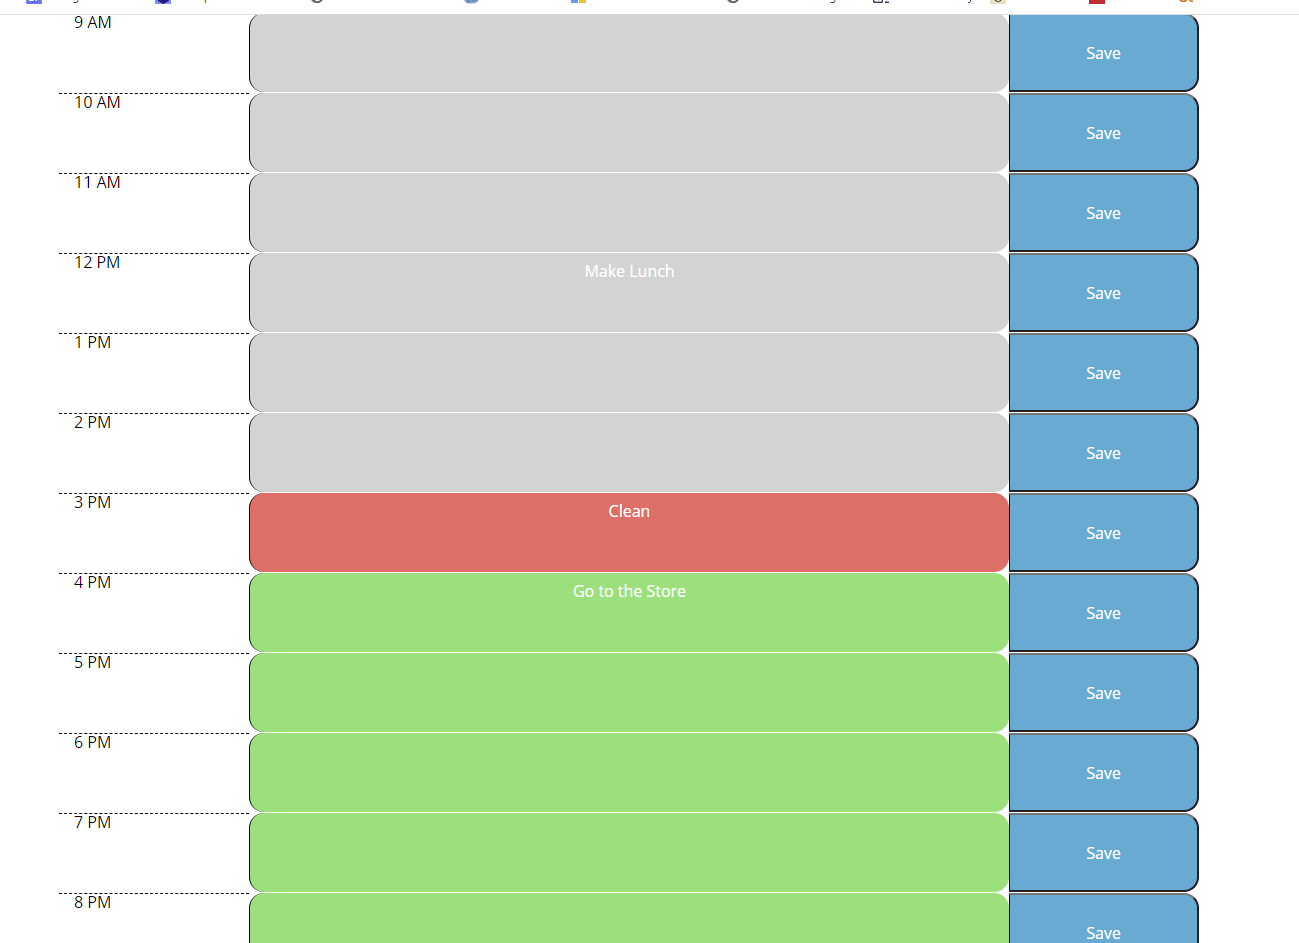 9 AM Save
10 AM Save
11 AM Save
12 PM Make Lunch Save
1 PM Save
2 PM Save
3 PM Clean Save
4 PM Go to the Store Save
5 PM Save
6 PM Save
7 PM Save
8 PM Save